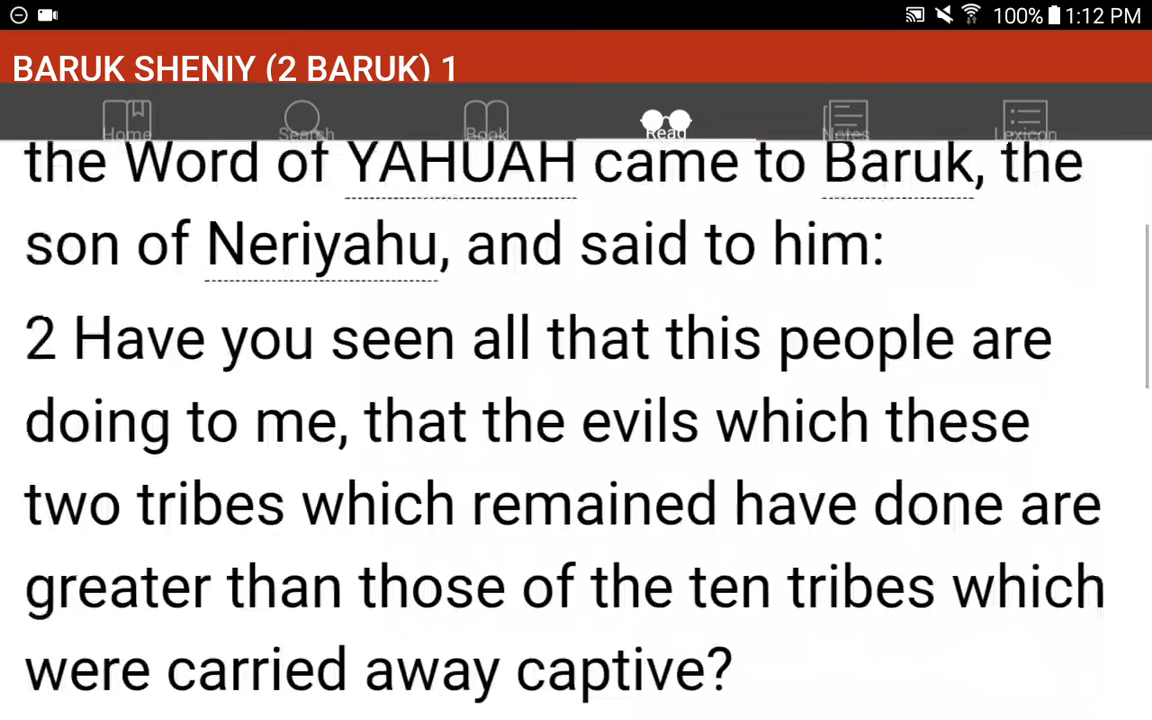 100% 1:12 PM
BARUK SHENIY (2 BARUK) 1
Home Search Book Read Notes Lexicon
the Word of YAHUAH came to Baruk, the
son of Neriyahu, and said to him:
2 Have you seen all that this people are
doing to me, that the evils which these
two tribes which remained have done are
greater than those of the ten tribes which
were carried away captive?